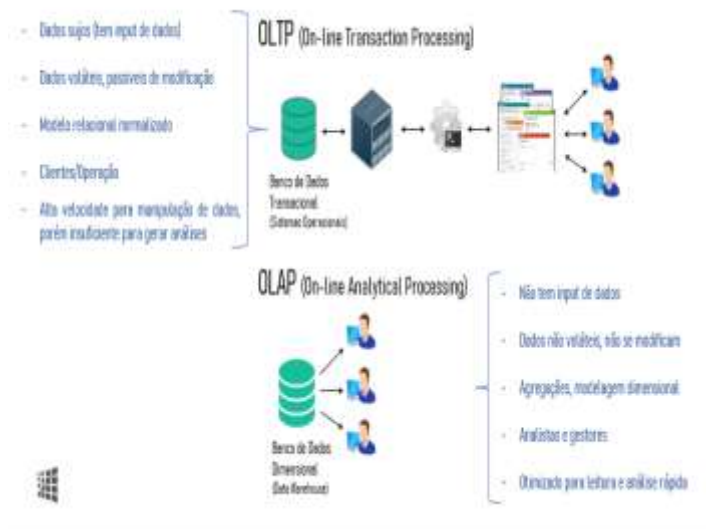 - Dados sujos (tem input de dados)
- Dados voláteis, passíveis de modificação
- Modelo relacional normalizado
- Clientes/Operação
- Alta velocidade para manipulação de dados,
porém insuficiente para gerar análises
OLTP (On-line Transaction Processing)
Banco de Dados
Transacional
(Sistemas Operacionais)
OLAP (On-line Analytical Processing)
Banco de Dados
Dimensional
(Data Warehouse)
- Não tem input de dados
- Dados não voláteis, não se modificam
- Agregações, modelagem dimensional
- Analistas e gestores
- Otimizado para leitura e análise rápida